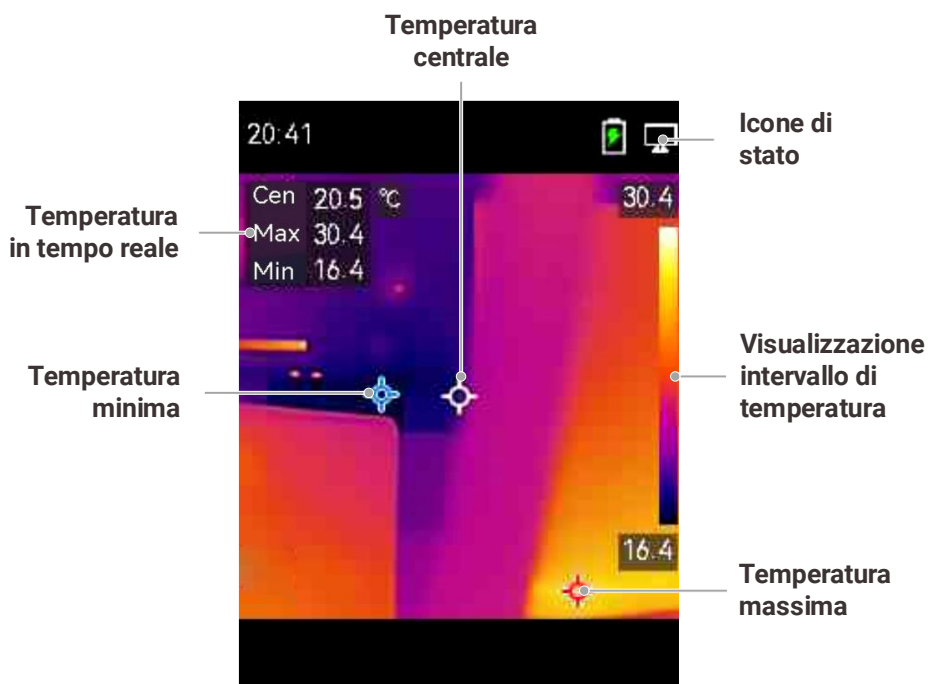 Temperatura
centrale
20:41
Icone di
stato
Cen 20.5 °C
Max 30.4
Min 16.4
30.4
Temperatura
in tempo reale
Visualizzazione
intervallo di
temperatura
Temperatura
minima
16.4
Temperatura
massima